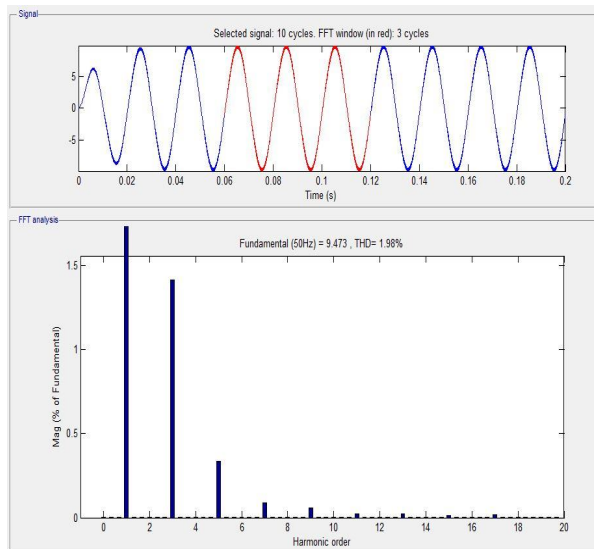 Signal
Selected signal: 10 cycles. FFT window (in red): 3 cycles
5
0
-5
0 0.02 0.04 0.06 0.08 0.1 0.12 0.14 0.16 0.18 0.2
Time (s)
FFT analysis
Fundamental (50Hz) = 9.473 , THD= 1.98%
1.5
1
0.5
0
Mag (% of Fundamental)
0 2 4 6 8 10 12 14 16 18 20
Harmonic order